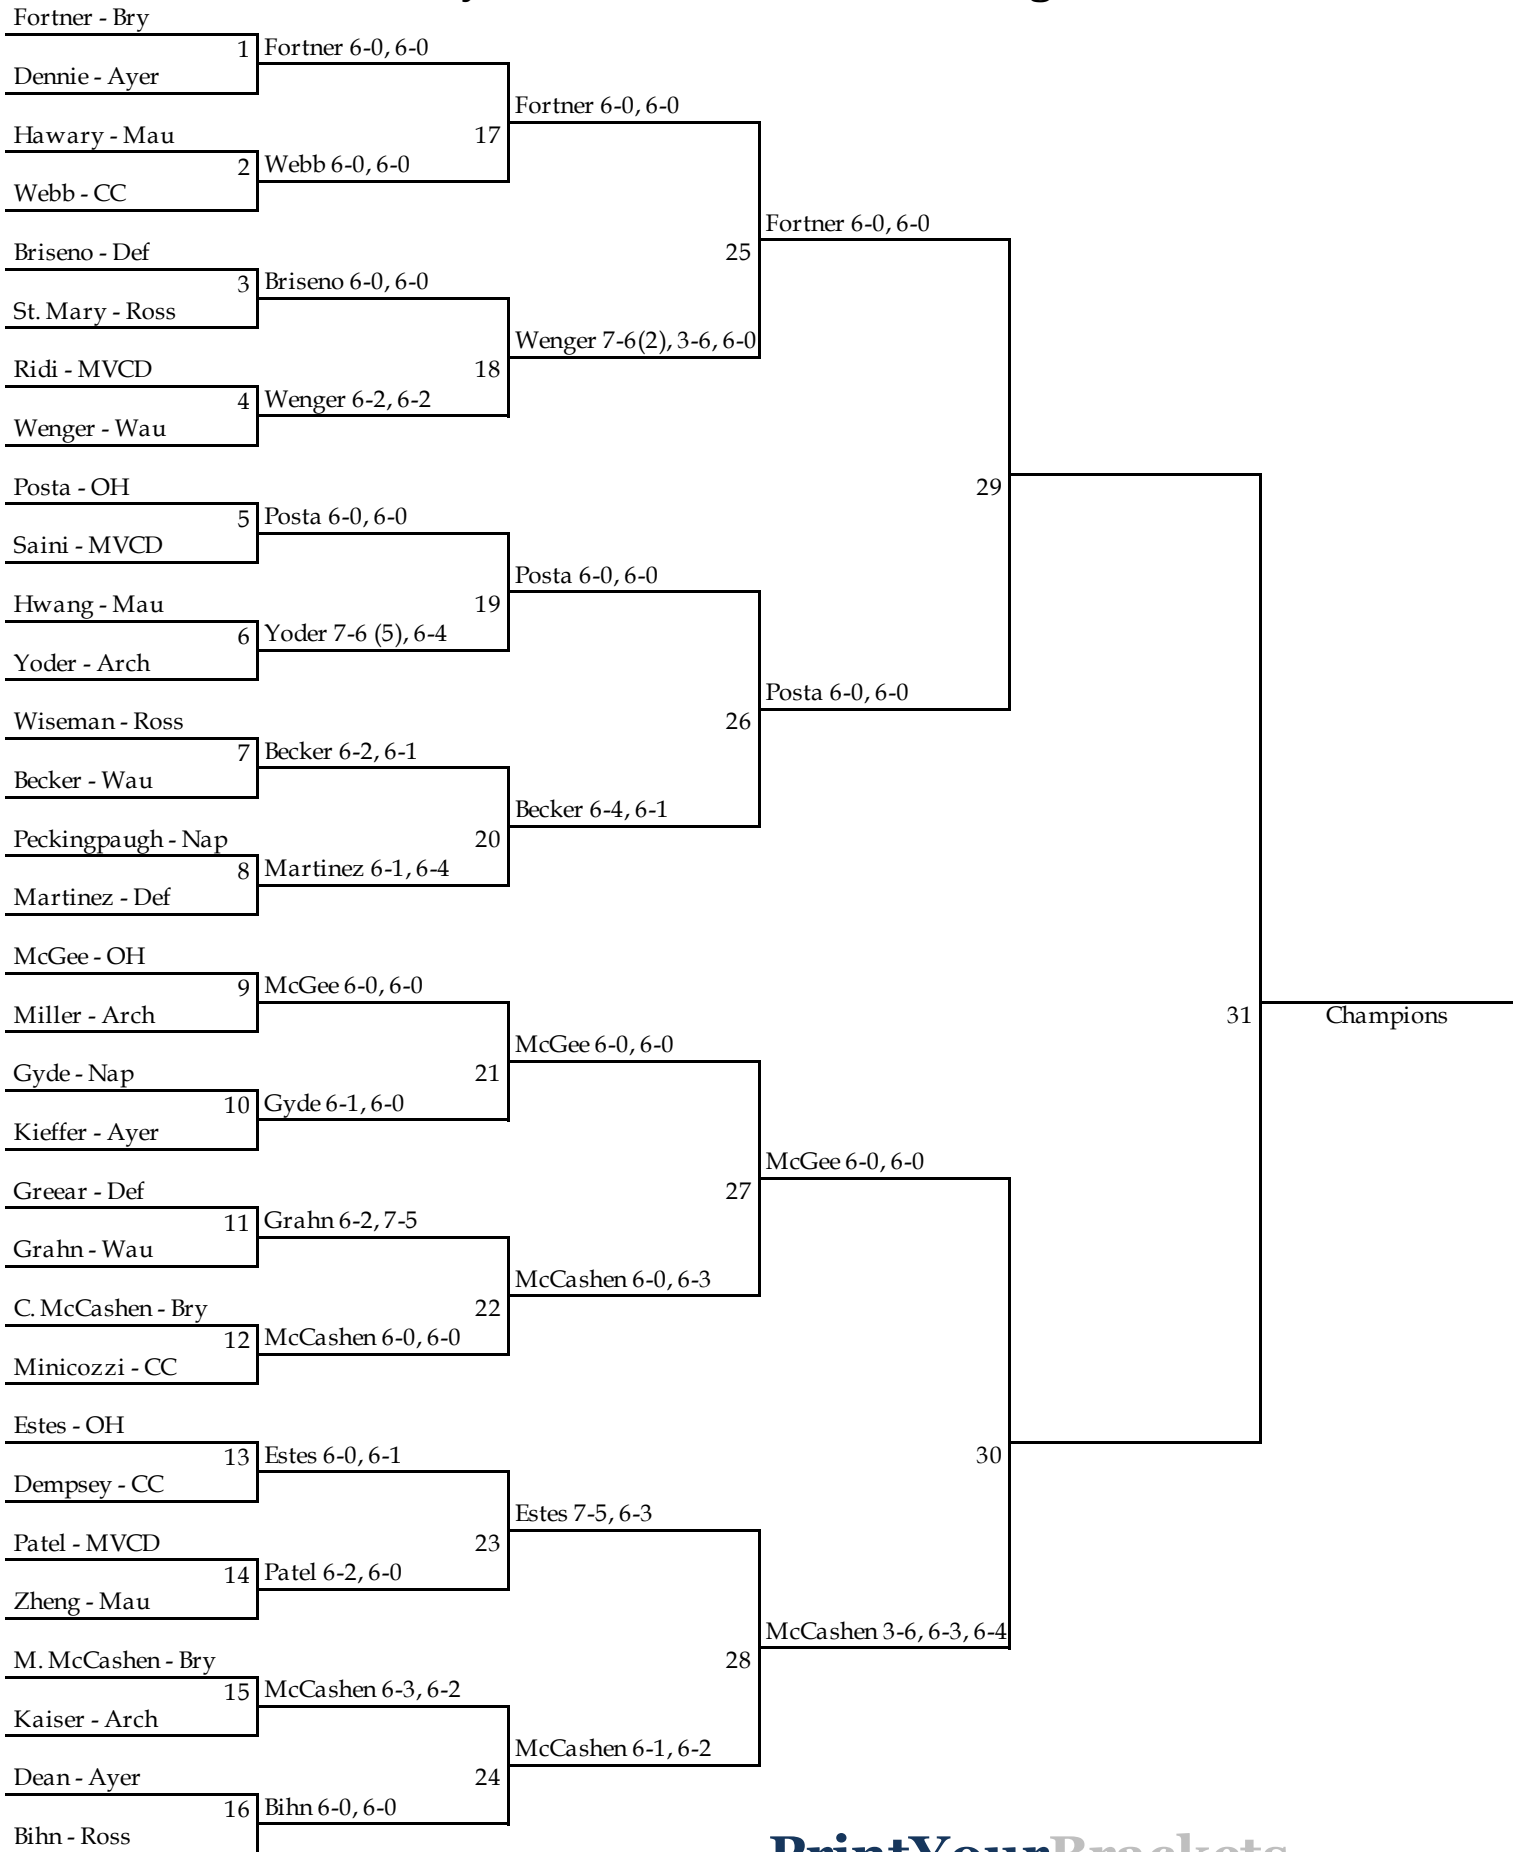 Fortner - Bry
1
Fortner 6-0, 6-0
Dennie - Ayer
Fortner 6-0, 6-0
Hawary - Mau
17
2
Webb 6-0, 6-0
Webb - CC
Fortner 6-0, 6-0
Briseno - Def
25
3
Briseno 6-0, 6-0
St. Mary - Ross
Wenger 7-6(2), 3-6, 6-0
Ridi - MVCD
18
4
Wenger 6-2, 6-2
Wenger - Wau
Posta - OH
29
5
Posta 6-0, 6-0
Saini - MVCD
Posta 6-0, 6-0
Hwang - Mau
19
6
Yoder 7-6 (5), 6-4
Yoder - Arch
Posta 6-0, 6-0
Wiseman - Ross
26
7
Becker 6-2, 6-1
Becker - Wau
Becker 6-4, 6-1
Peckingpaugh - Nap
20
8
Martinez 6-1, 6-4
Martinez - Def
McGee - OH
9
McGee 6-0, 6-0
Miller - Arch
31
Champions
McGee 6-0, 6-0
Gyde - Nap
21
10
Gyde 6-1, 6-0
Kieffer - Ayer
McGee 6-0, 6-0
Greear - Def
27
11
Grahn 6-2, 7-5
Grahn - Wau
McCashen 6-0, 6-3
C. McCashen - Bry
22
12
McCashen 6-0, 6-0
Minicozzi - CC
Estes - OH
30
13
Estes 6-0, 6-1
Dempsey - CC
Estes 7-5, 6-3
Patel - MVCD
23
14
Patel 6-2, 6-0
Zheng - Mau
McCashen 3-6, 6-3, 6-4
M. McCashen - Bry
28
15
McCashen 6-3, 6-2
Kaiser - Arch
McCashen 6-1, 6-2
Dean - Ayer
24
16
Bihn 6-0, 6-0
Bihn - Ross
PrintYourBrackets